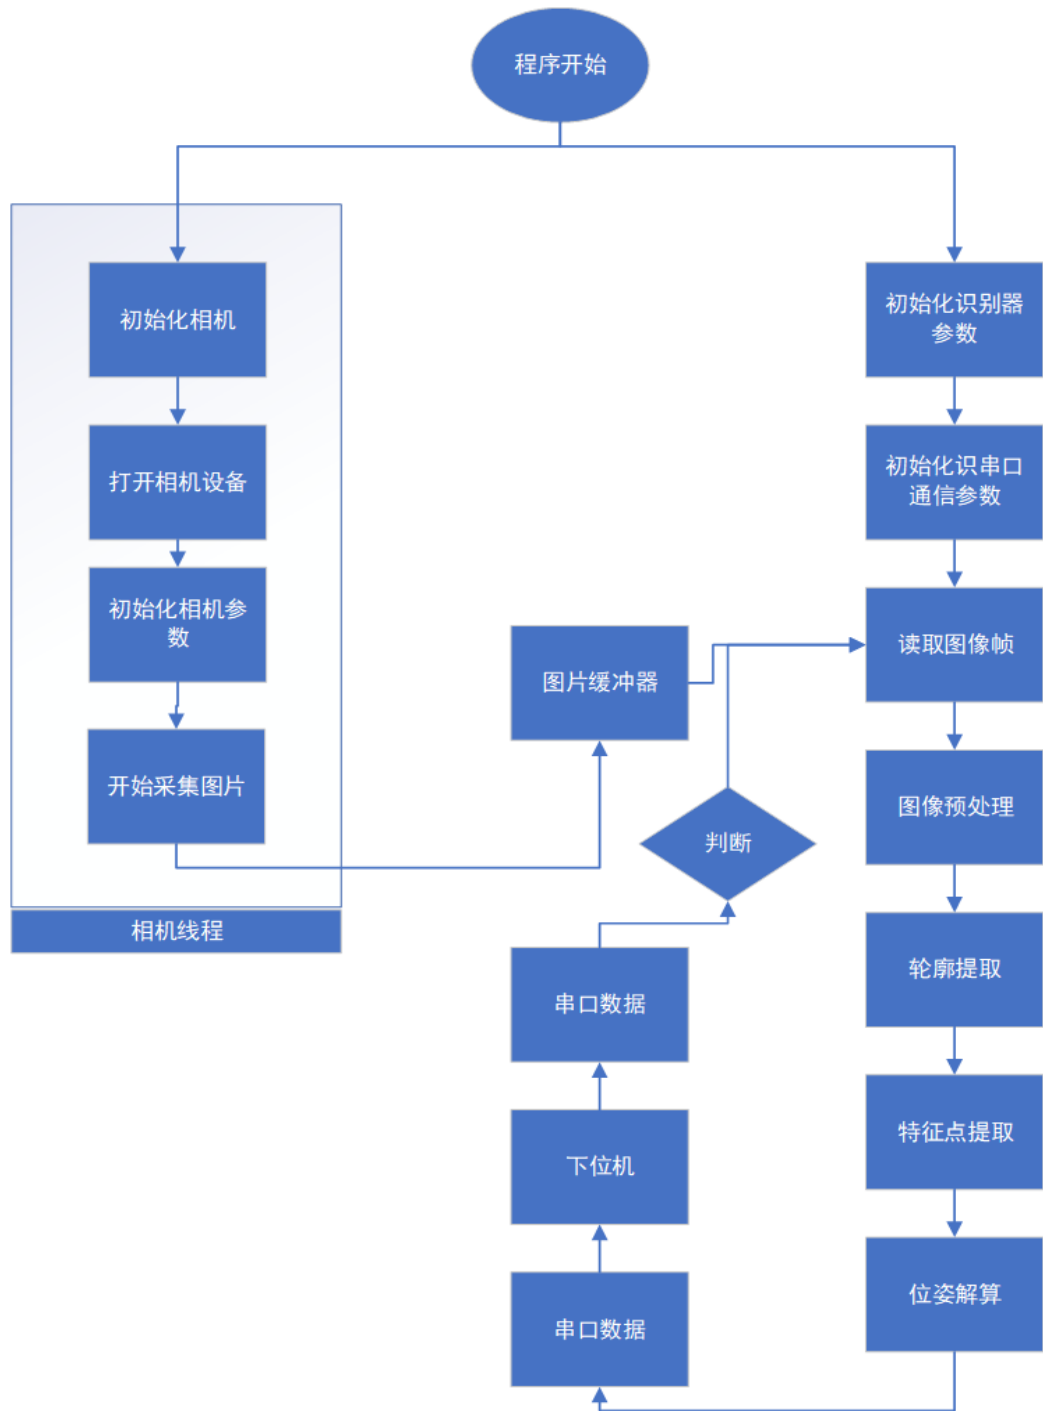 程序开始
初始化相机
打开相机设备
初始化相机参
数
开始采集图片
相机线程
图片缓冲器
判断
串口数据
下位机
串口数据
初始化识别器
参数
初始化识串口
通信参数
读取图像帧
图像预处理
轮廓提取
特征点提取
位姿解算